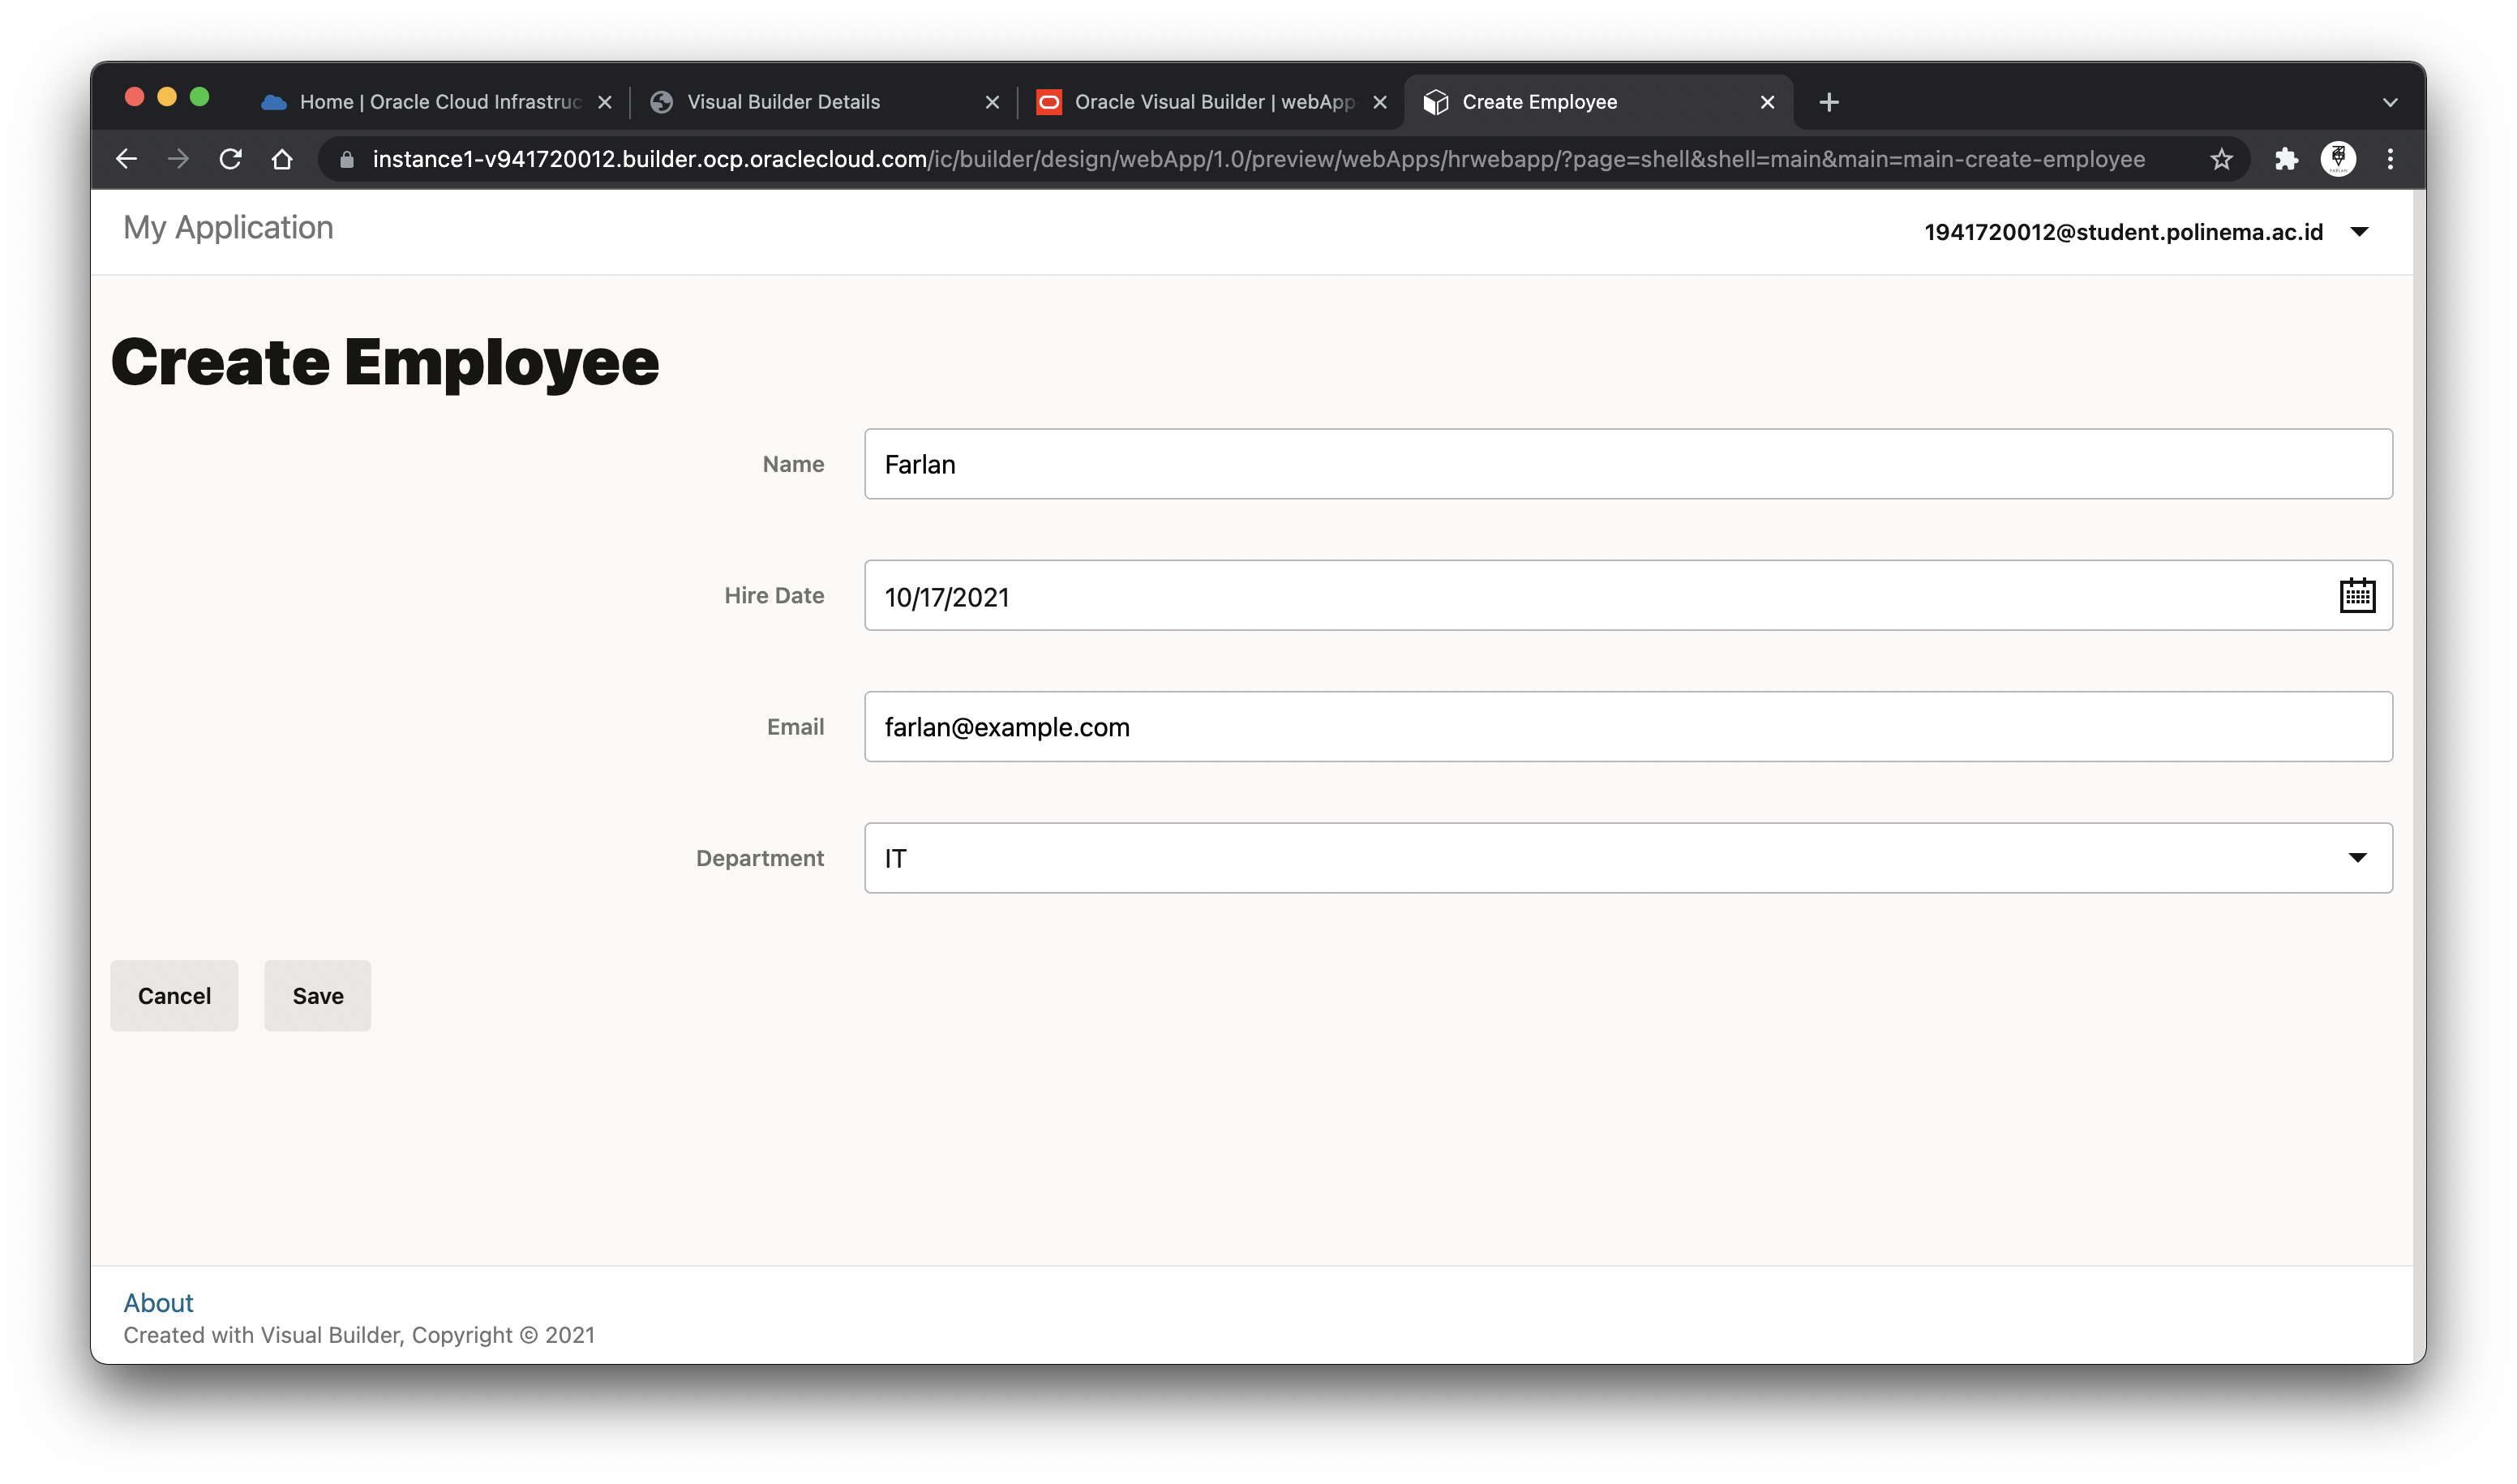 Home | Oracle Cloud Infrastruc
Visual Builder Details
Oracle Visual Builder | webApp
Create Employee
instance1-v941720012.builder.ocp.oraclecloud.com/ic/builder/design/webApp/1.0/preview/webApps/hrwebapp/?page=shell&shell=main&main=main-create-employee
My Application
1941720012@student.polinema.ac.id
Create Employee
Name
Farlan
Hire Date
10/17/2021
Email
farlan@example.com
Department
IT
Cancel
Save
About
Created with Visual Builder, Copyright © 2021